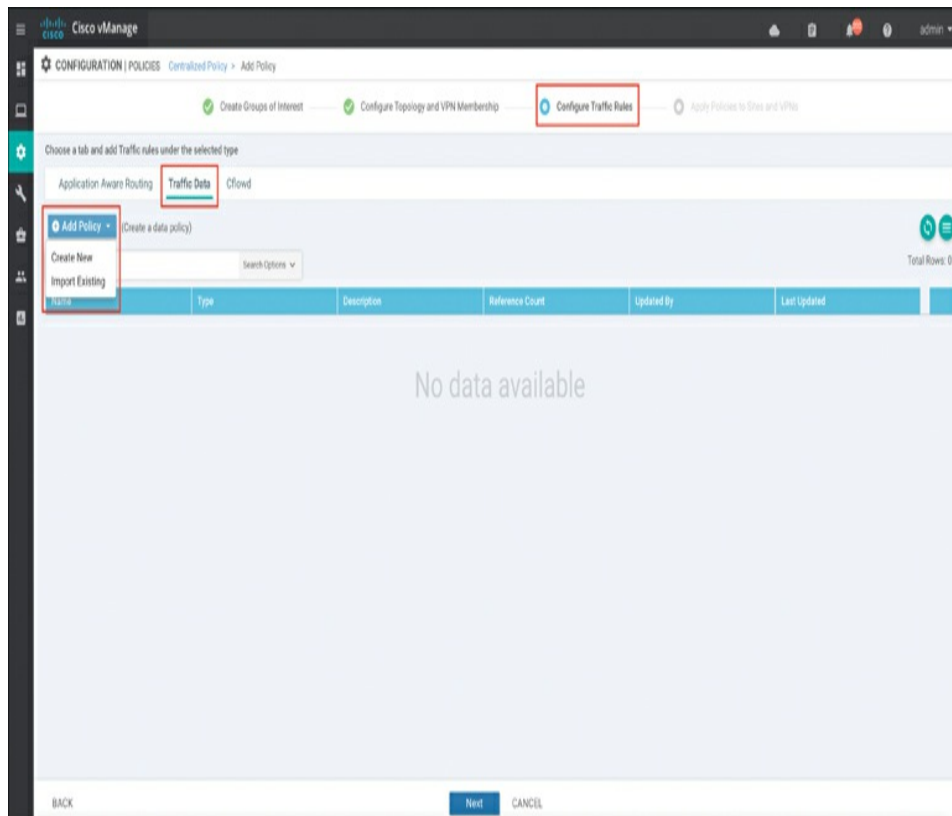 cisco Cisco vManage
admin
CONFIGURATION | POLICIES Centralized Policy > Add Policy
Create Groups of Interest
Configure Topology and VPN Membership
Configure Traffic Rules
Apply Policies to Sites and VPNs
Choose a tab and add Traffic rules under the selected type
Application Aware Routing Traffic Data Cflowd
Add Policy (Create a data policy)
Create New
Import Existing
Search Options
Total Rows: 0
Name Type Description Reference Count Updated By Last Updated
No data available
BACK Next CANCEL